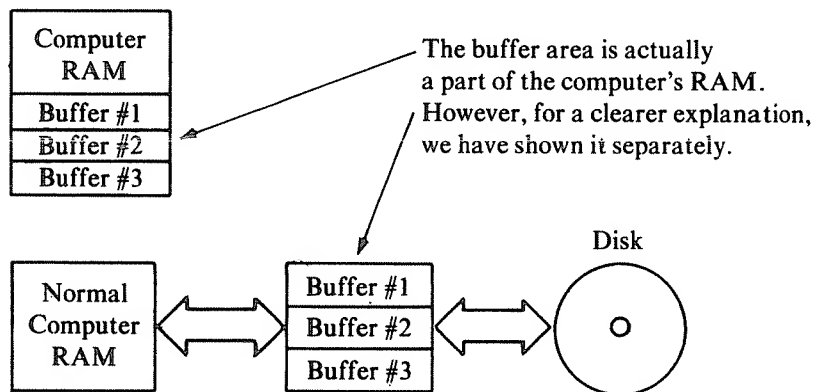 Computer
RAM
Buffer #1
Buffer #2
Buffer #3
The buffer area is actually
a part of the computer's RAM.
However, for a clearer explanation,
we have shown it separately.
Disk
Normal
Computer
RAM
Buffer #1
Buffer #2
Buffer #3